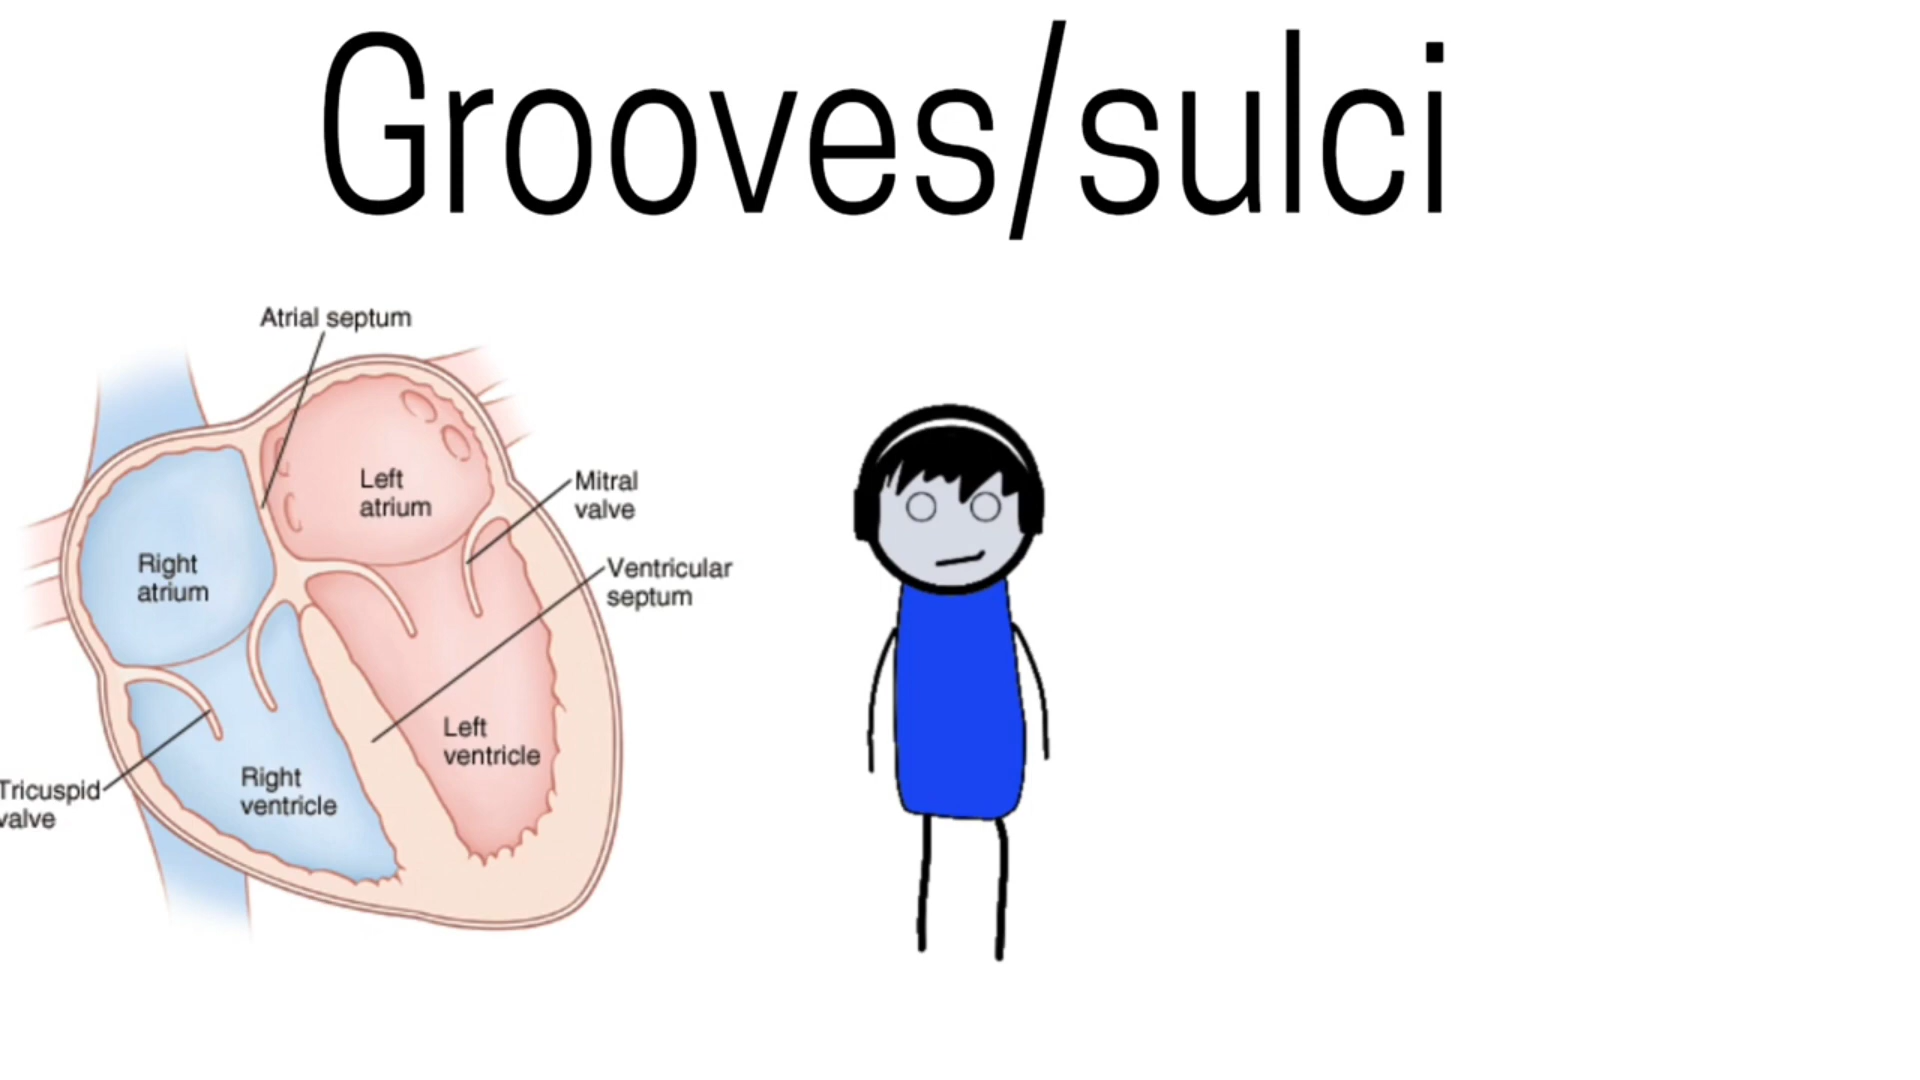 Grooves/sulci
Atrial septum
Left
atrium
Mitral
valve
Right
atrium
Ventricular
septum
Left
ventricle
Right
ventricle
Tricuspid
valve